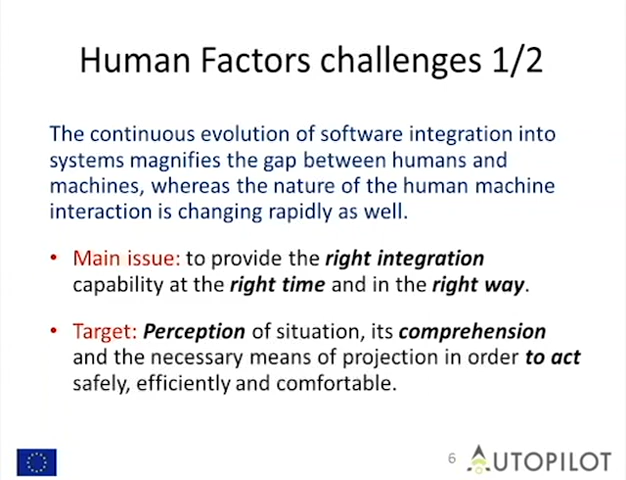 Human Factors challenges 1/2
The continuous evolution of software integration into
systems magnifies the gap between humans and
machines, whereas the nature of the human machine
interaction is changing rapidly as well.
• Main issue: to provide the right integration
capability at the right time and in the right way.
• Target: Perception of situation, its comprehension
and the necessary means of projection in order to act
safely, efficiently and comfortable.
6
AUTOPILOT